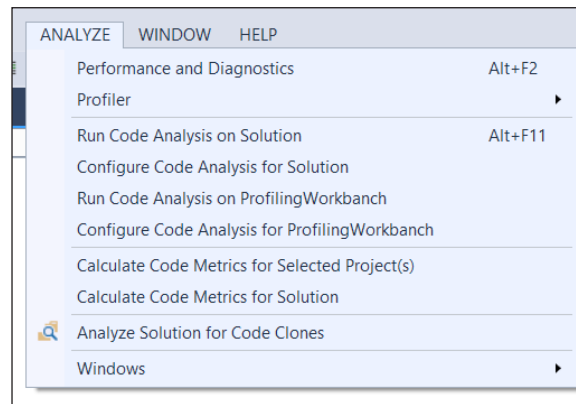 ANALYZE WINDOW HELP
Performance and Diagnostics Alt+F2
Profiler
Run Code Analysis on Solution Alt+F11
Configure Code Analysis for Solution
Run Code Analysis on ProfilingWorkbanch
Configure Code Analysis for ProfilingWorkbanch
Calculate Code Metrics for Selected Project(s)
Calculate Code Metrics for Solution
Analyze Solution for Code Clones
Windows